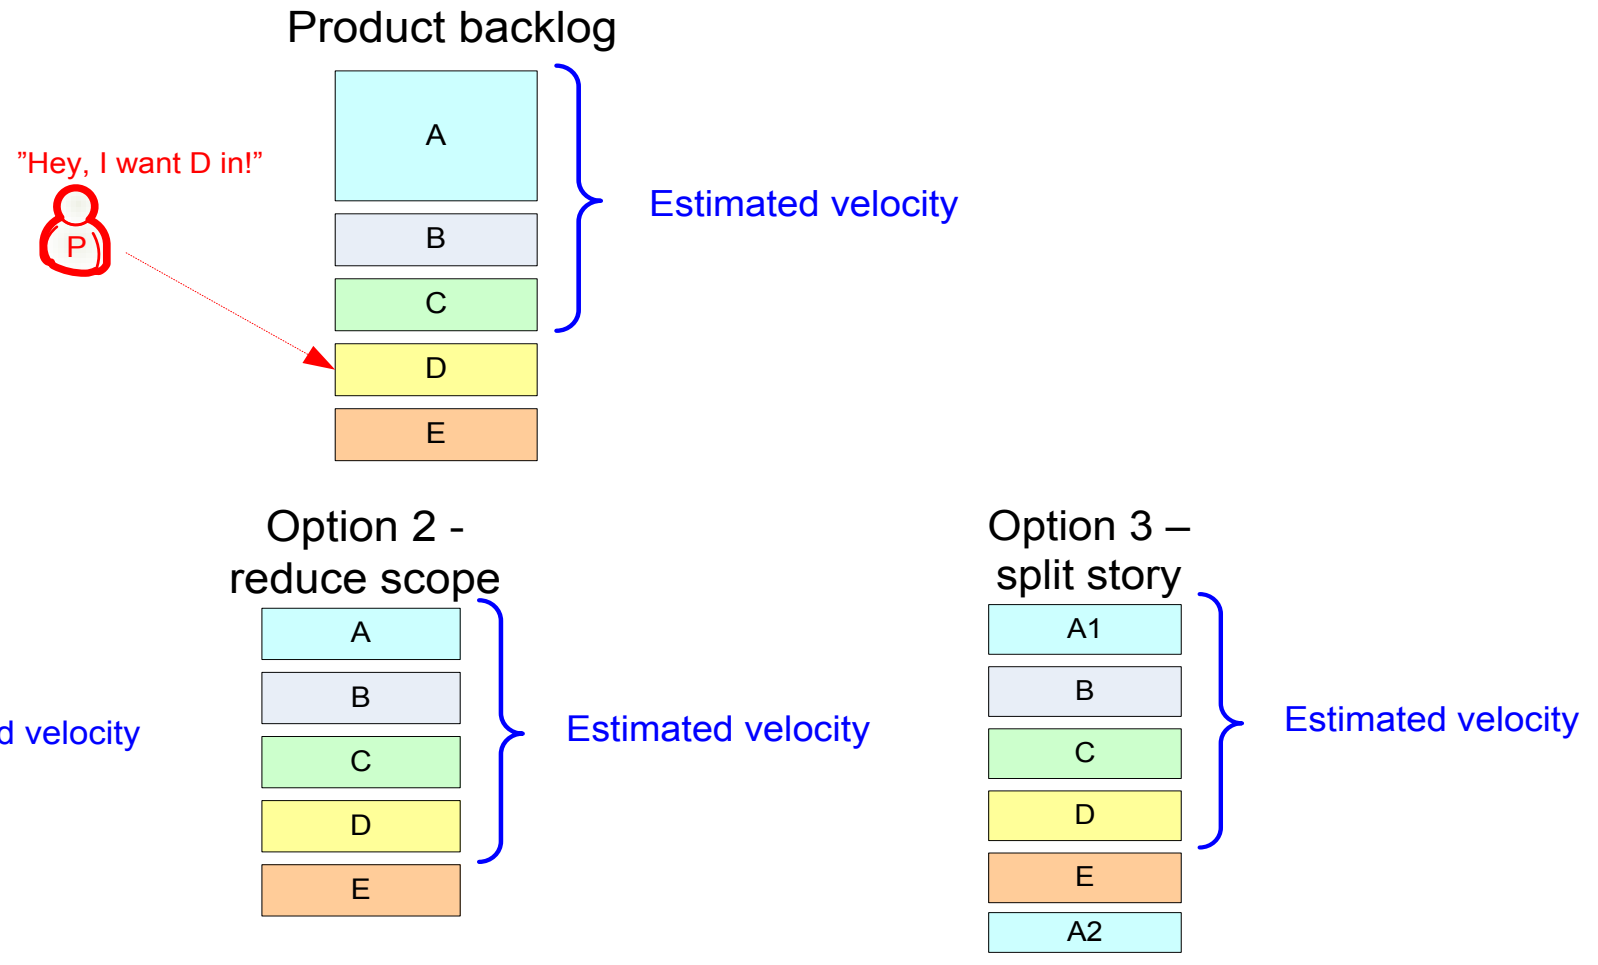 Product backlog
A
”Hey, I want D in!”
P
Estimated velocity
B
C
D
E
Option 2 -
reduce scope
A
B
C
D
E
d velocity
Estimated velocity
Option 3 –
split story
A1
B
C
D
E
A2
Estimated velocity